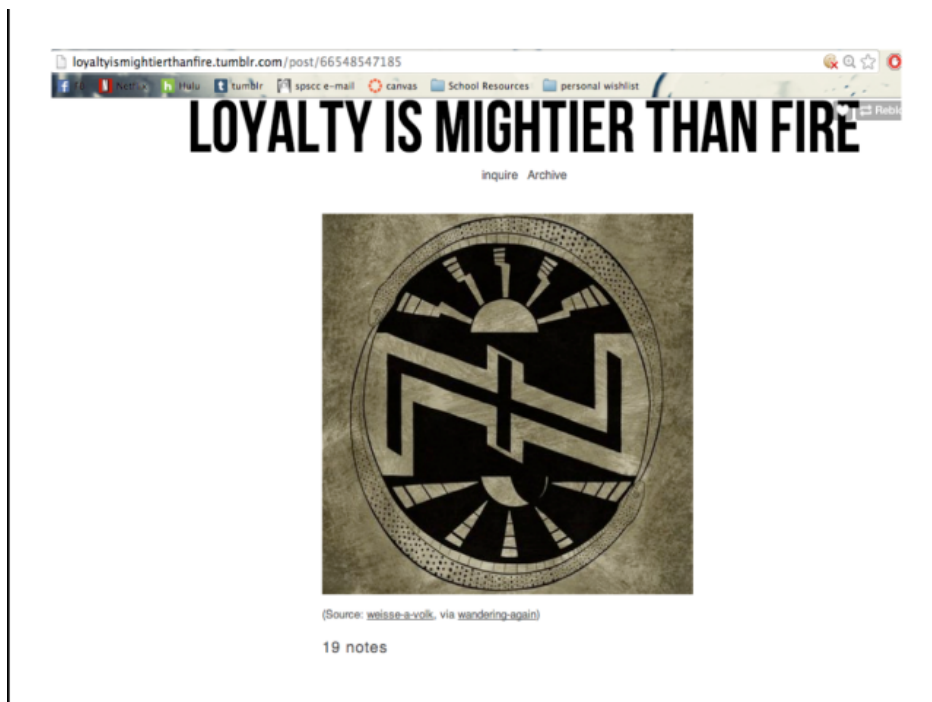 loyaltyismightierthanfire.tumblr.com/post/66548547185
Hulu tumblr spscc e-mail canvas School Resources personal wishlist
LOYALTY IS MIGHTIER THAN FIRE
inquire Archive
(Source: weisse-a-volk, via wandering-again)
19 notes